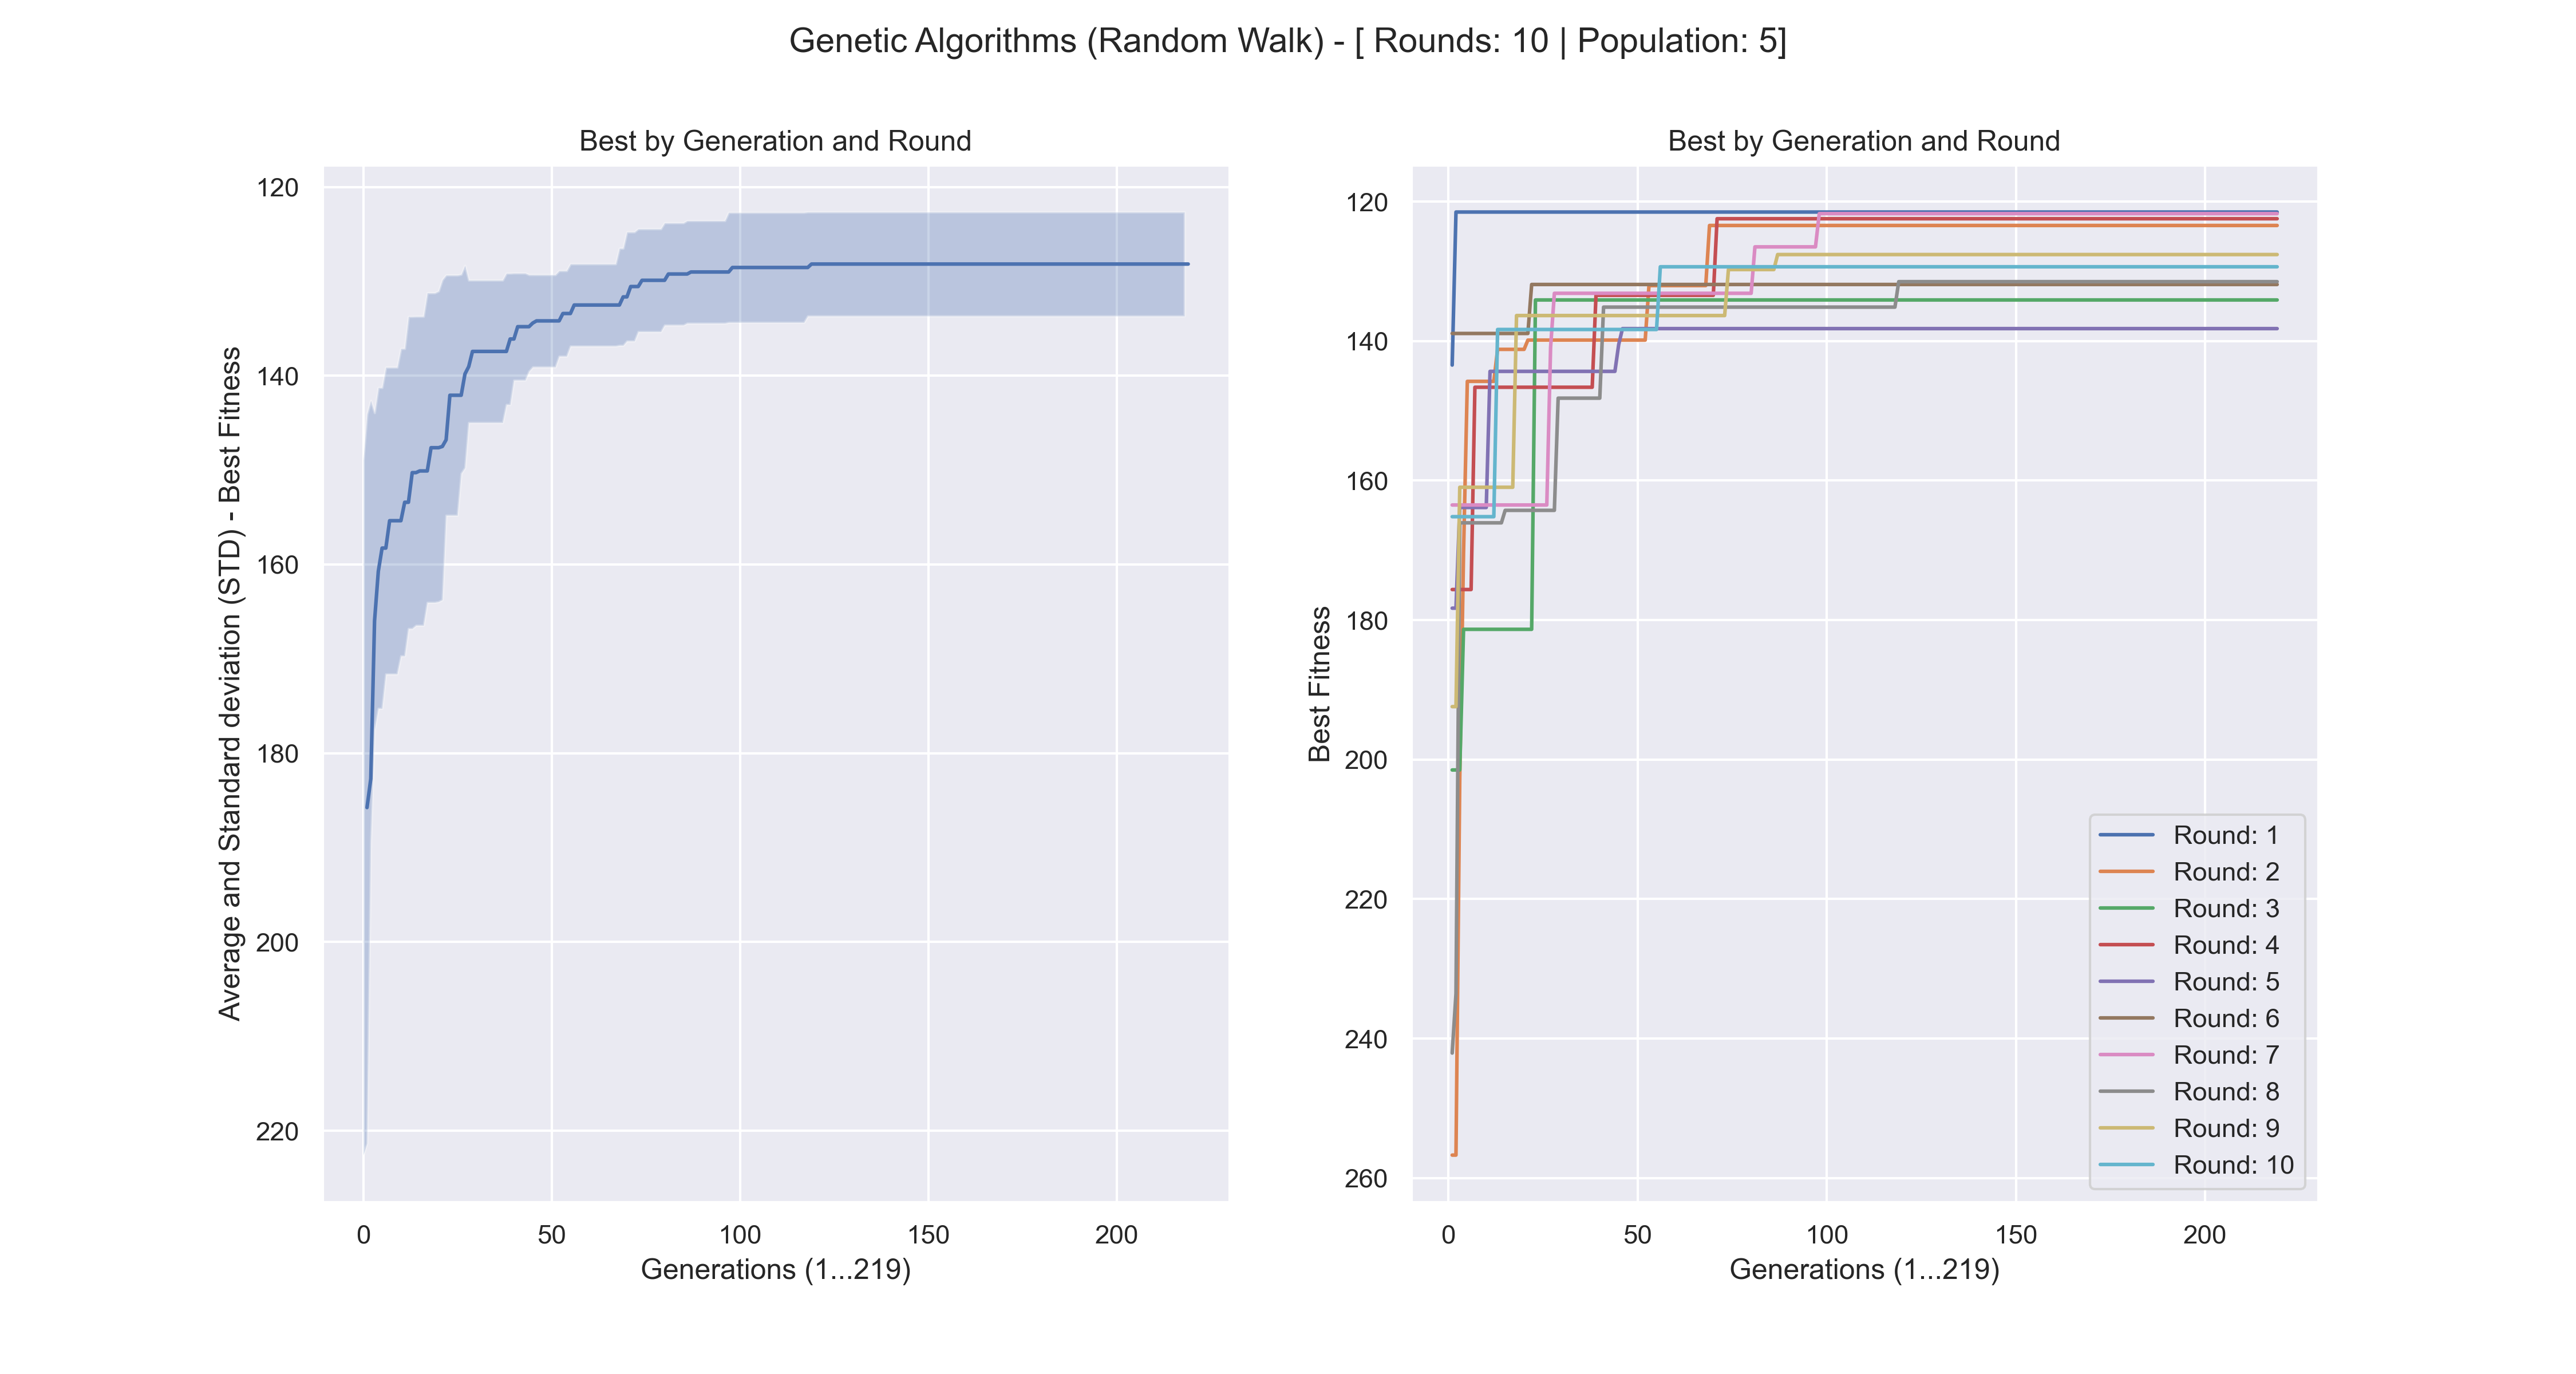 Genetic Algorithms (Random Walk) - [ Rounds: 10 | Population: 5]
Best by Generation and Round
Average and Standard deviation (STD) - Best Fitness
120
140
160
180
200
220
0 50 100 150 200
Generations (1...219)
Best by Generation and Round
Best Fitness
120
140
160
180
200
220
240
260
0 50 100 150 200
Generations (1...219)
Round: 1
Round: 2
Round: 3
Round: 4
Round: 5
Round: 6
Round: 7
Round: 8
Round: 9
Round: 10